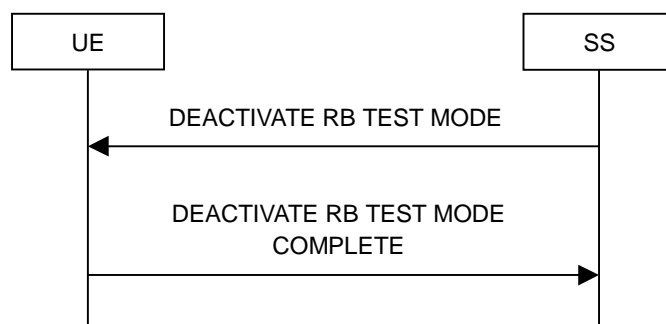 UE
SS
DEACTIVATE RB TEST MODE
DEACTIVATE RB TEST MODE
COMPLETE